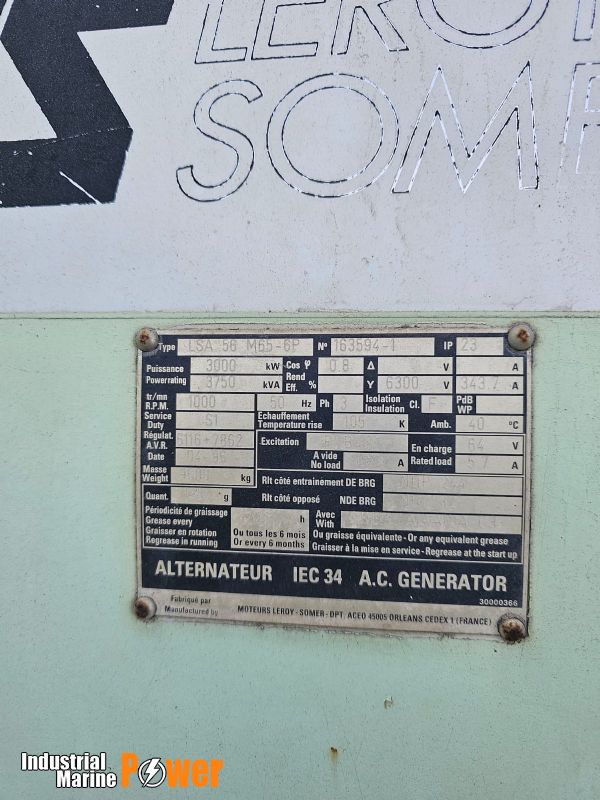 LEROY
SOMER
Type LSA 56 M65-6P N° 163594-1 IP 23
Puissance 3000 kW Cos φ 0.8 Δ V A
Powerrating 3750 kVA Rend Eff. % Y 6300 V 343.7 A
tr/mn R.P.M. 1000 50 Hz Ph 3 Isolation Insulation Cl. F PdB WP
Service Duty S1 Echauffement Temperature rise 105 K Amb. 40 °C
Régulat. A.V.R. Excitation En charge 64 V
Date A vide No load A Rated load A
Masse Weight kg Rlt côté entraînement DE BRG
Quant. g Rlt côté opposé NDE BRG
Périodicité de graissage
Grease every h Avec With
Graisser en rotation Ou tous les 6 mois Ou graisse équivalente - Or any equivalent grease
Regrease in running Or every 6 months Graisser à la mise en service - Regrease at the start up
ALTERNATEUR IEC 34 A.C. GENERATOR
30000366
Fabriqué par
Manufactured by MOTEURS LEROY - SOMER - DPT. ACEO 45005 ORLEANS CEDEX 1 (FRANCE)
Industrial
Marine Power